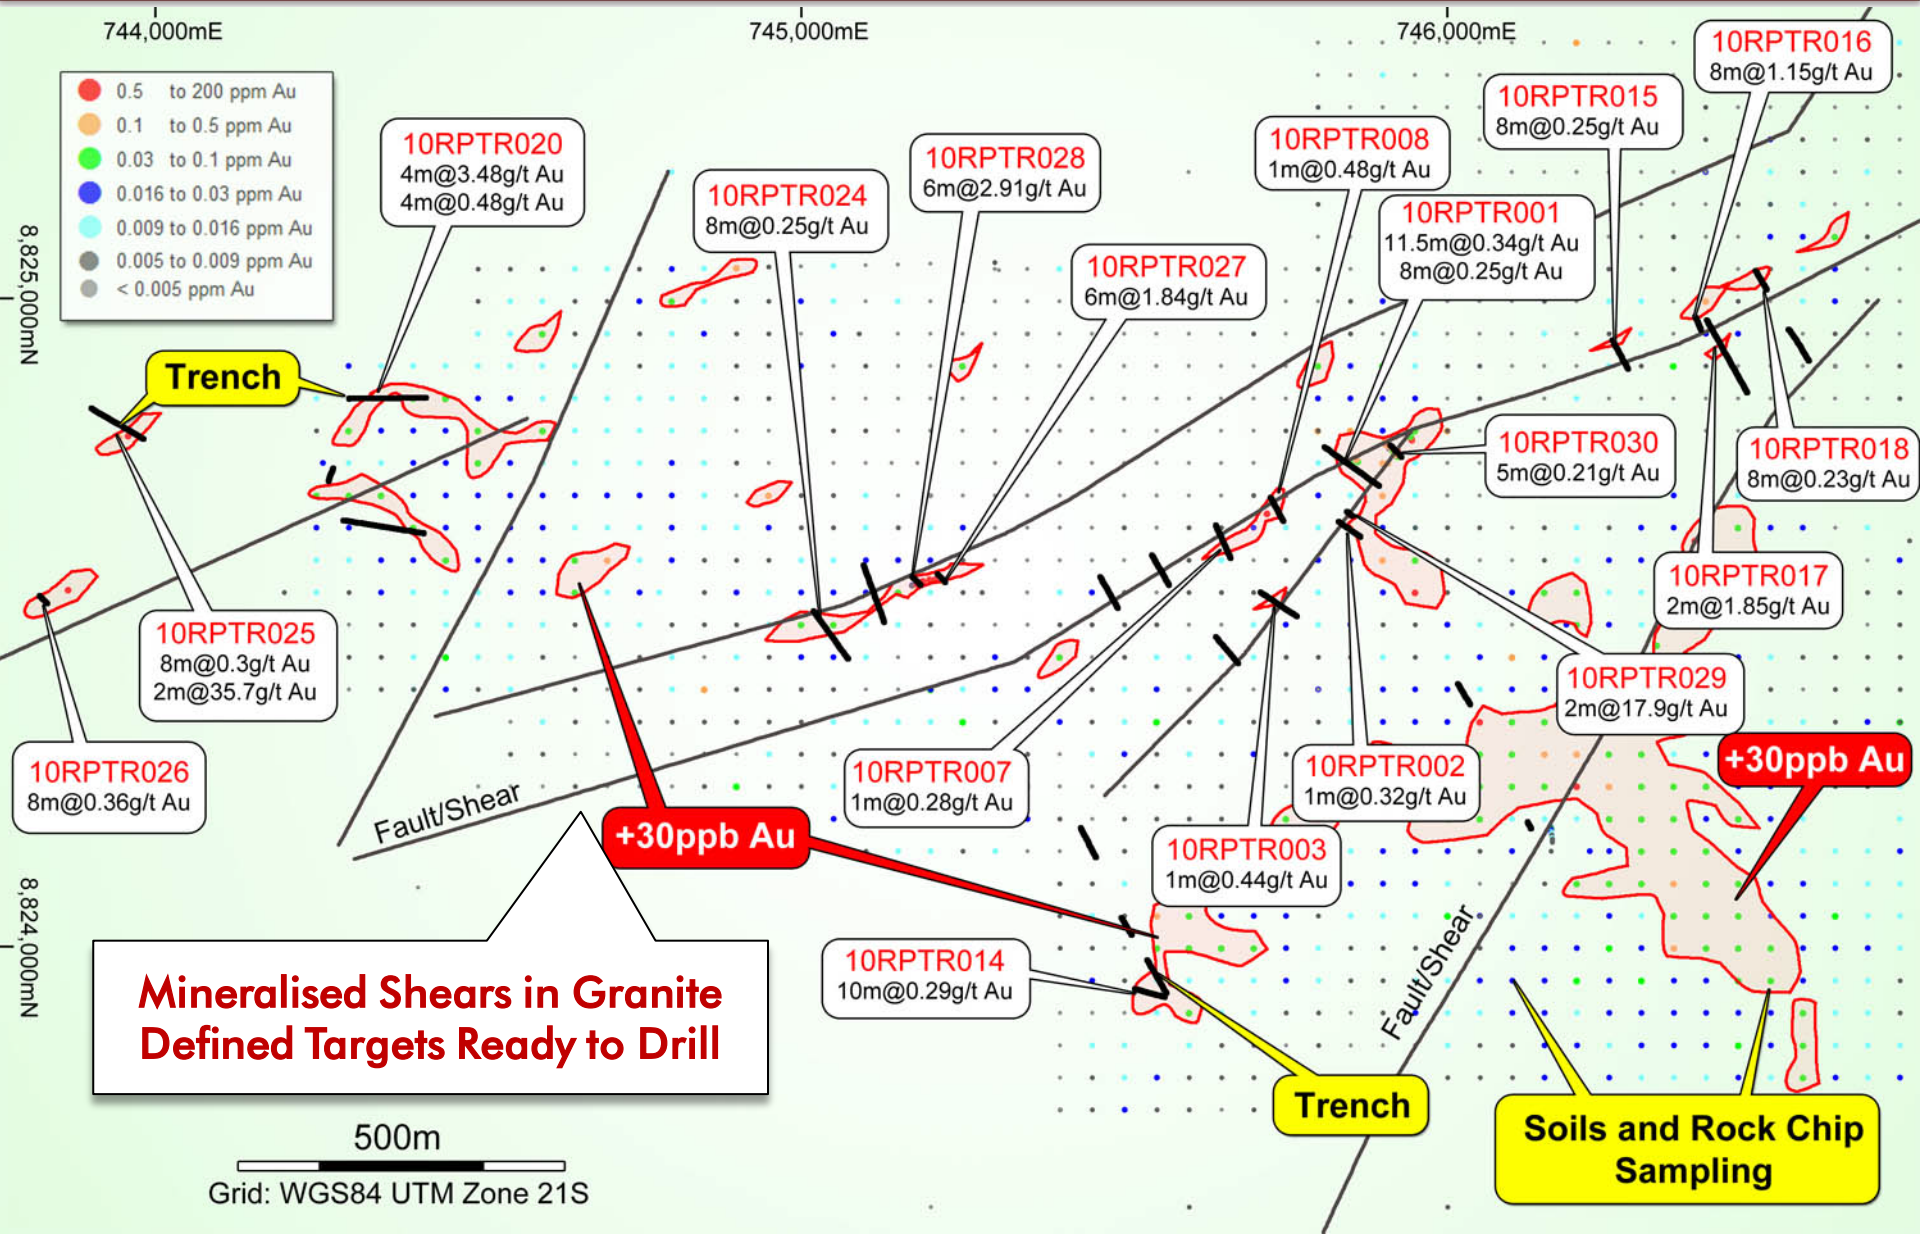 744,000mE
745,000mE
746,000mE
8,825,000mN
8,824,000mN
0.5 to 200 ppm Au
0.1 to 0.5 ppm Au
0.03 to 0.1 ppm Au
0.016 to 0.03 ppm Au
0.009 to 0.016 ppm Au
0.005 to 0.009 ppm Au
< 0.005 ppm Au
10RPTR020
4m@3.48g/t Au
4m@0.48g/t Au
10RPTR024
8m@0.25g/t Au
10RPTR028
6m@2.91g/t Au
10RPTR027
6m@1.84g/t Au
10RPTR008
1m@0.48g/t Au
10RPTR001
11.5m@0.34g/t Au
8m@0.25g/t Au
10RPTR015
8m@0.25g/t Au
10RPTR016
8m@1.15g/t Au
Trench
10RPTR030
5m@0.21g/t Au
10RPTR018
8m@0.23g/t Au
10RPTR017
2m@1.85g/t Au
10RPTR025
8m@0.3g/t Au
2m@35.7g/t Au
10RPTR029
2m@17.9g/t Au
10RPTR026
8m@0.36g/t Au
10RPTR007
1m@0.28g/t Au
10RPTR002
1m@0.32g/t Au
+30ppb Au
Fault/Shear
+30ppb Au
10RPTR003
1m@0.44g/t Au
10RPTR014
10m@0.29g/t Au
Fault/Shear
Mineralised Shears in Granite
Defined Targets Ready to Drill
Trench
Soils and Rock Chip
Sampling
500m
Grid: WGS84 UTM Zone 21S